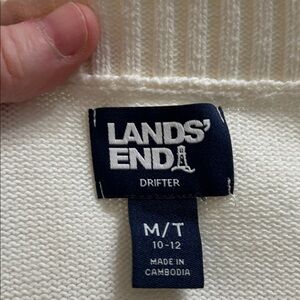 LANDS'
END
DRIFTER
M/T
10-12
MADE IN
CAMBODIA